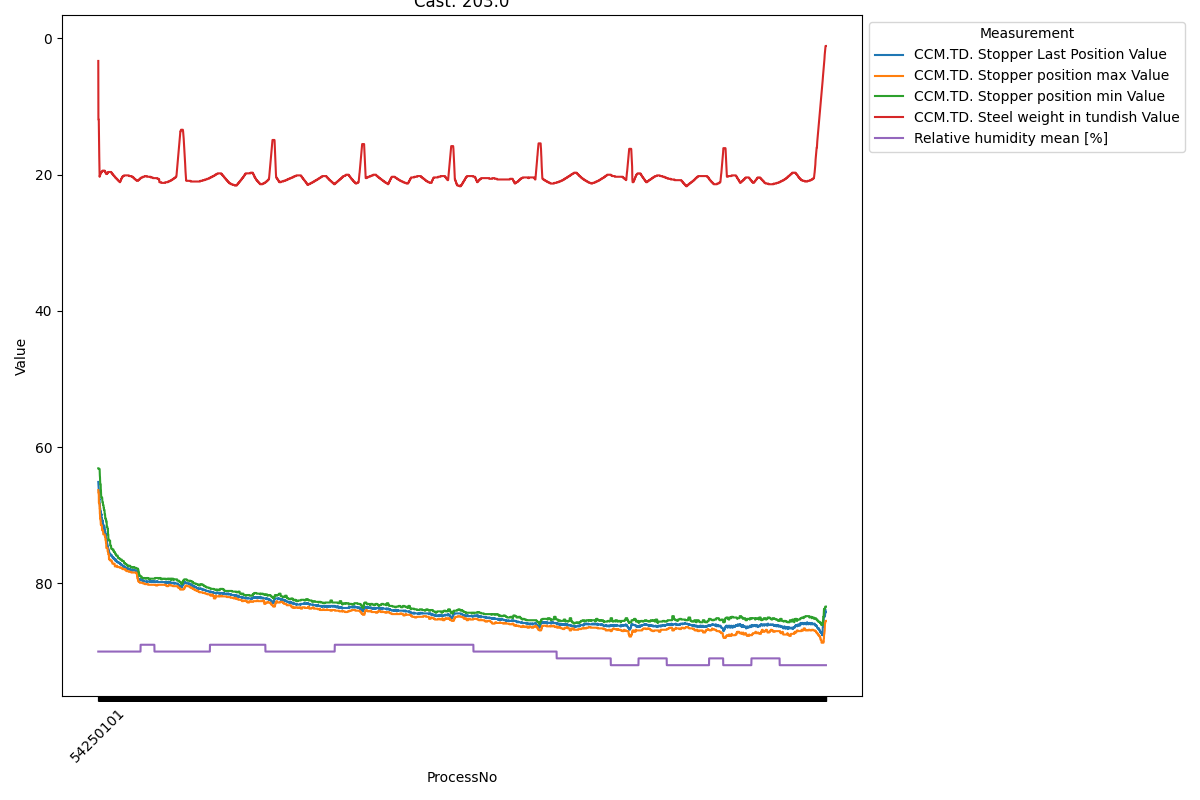 Cast: 203.0
0
20
40
60
80
Value
54250101
ProcessNo
Measurement
CCM.TD. Stopper Last Position Value
CCM.TD. Stopper position max Value
CCM.TD. Stopper position min Value
CCM.TD. Steel weight in tundish Value
Relative humidity mean [%]